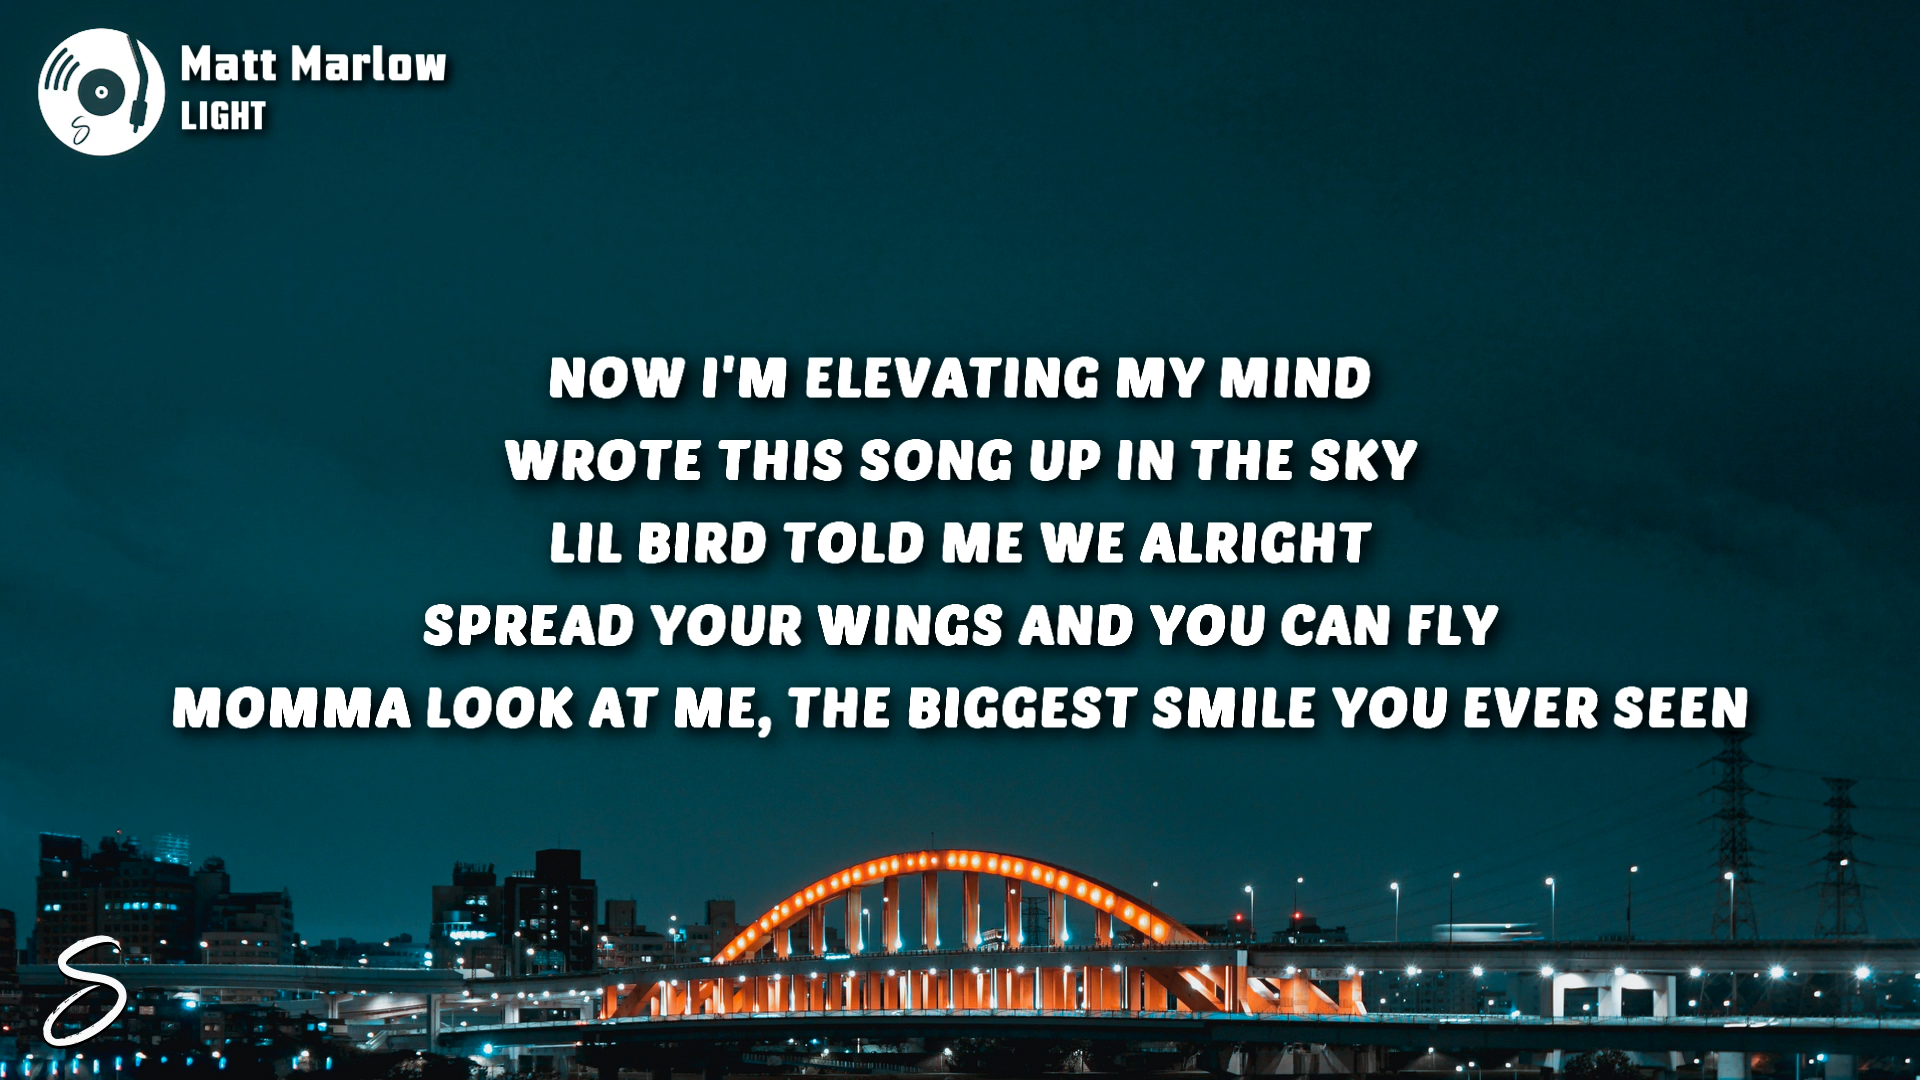 Matt Marlow
LIGHT
NOW I'M ELEVATING MY MIND
WROTE THIS SONG UP IN THE SKY
LIL BIRD TOLD ME WE ALRIGHT
SPREAD YOUR WINGS AND YOU CAN FLY
MOMMA LOOK AT ME, THE BIGGEST SMILE YOU EVER SEEN
S